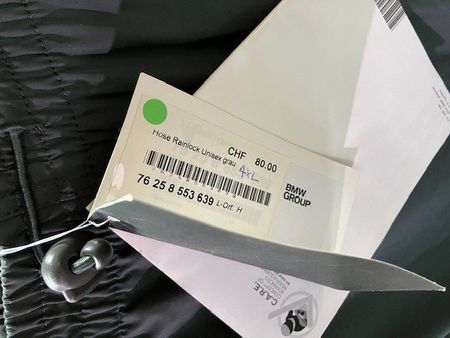 CHF 80.00
Hose Rainlock Unisex grau
4XL
76 25 8 553 639 L-Ort H
BMW
GROUP
C.A.R.E.